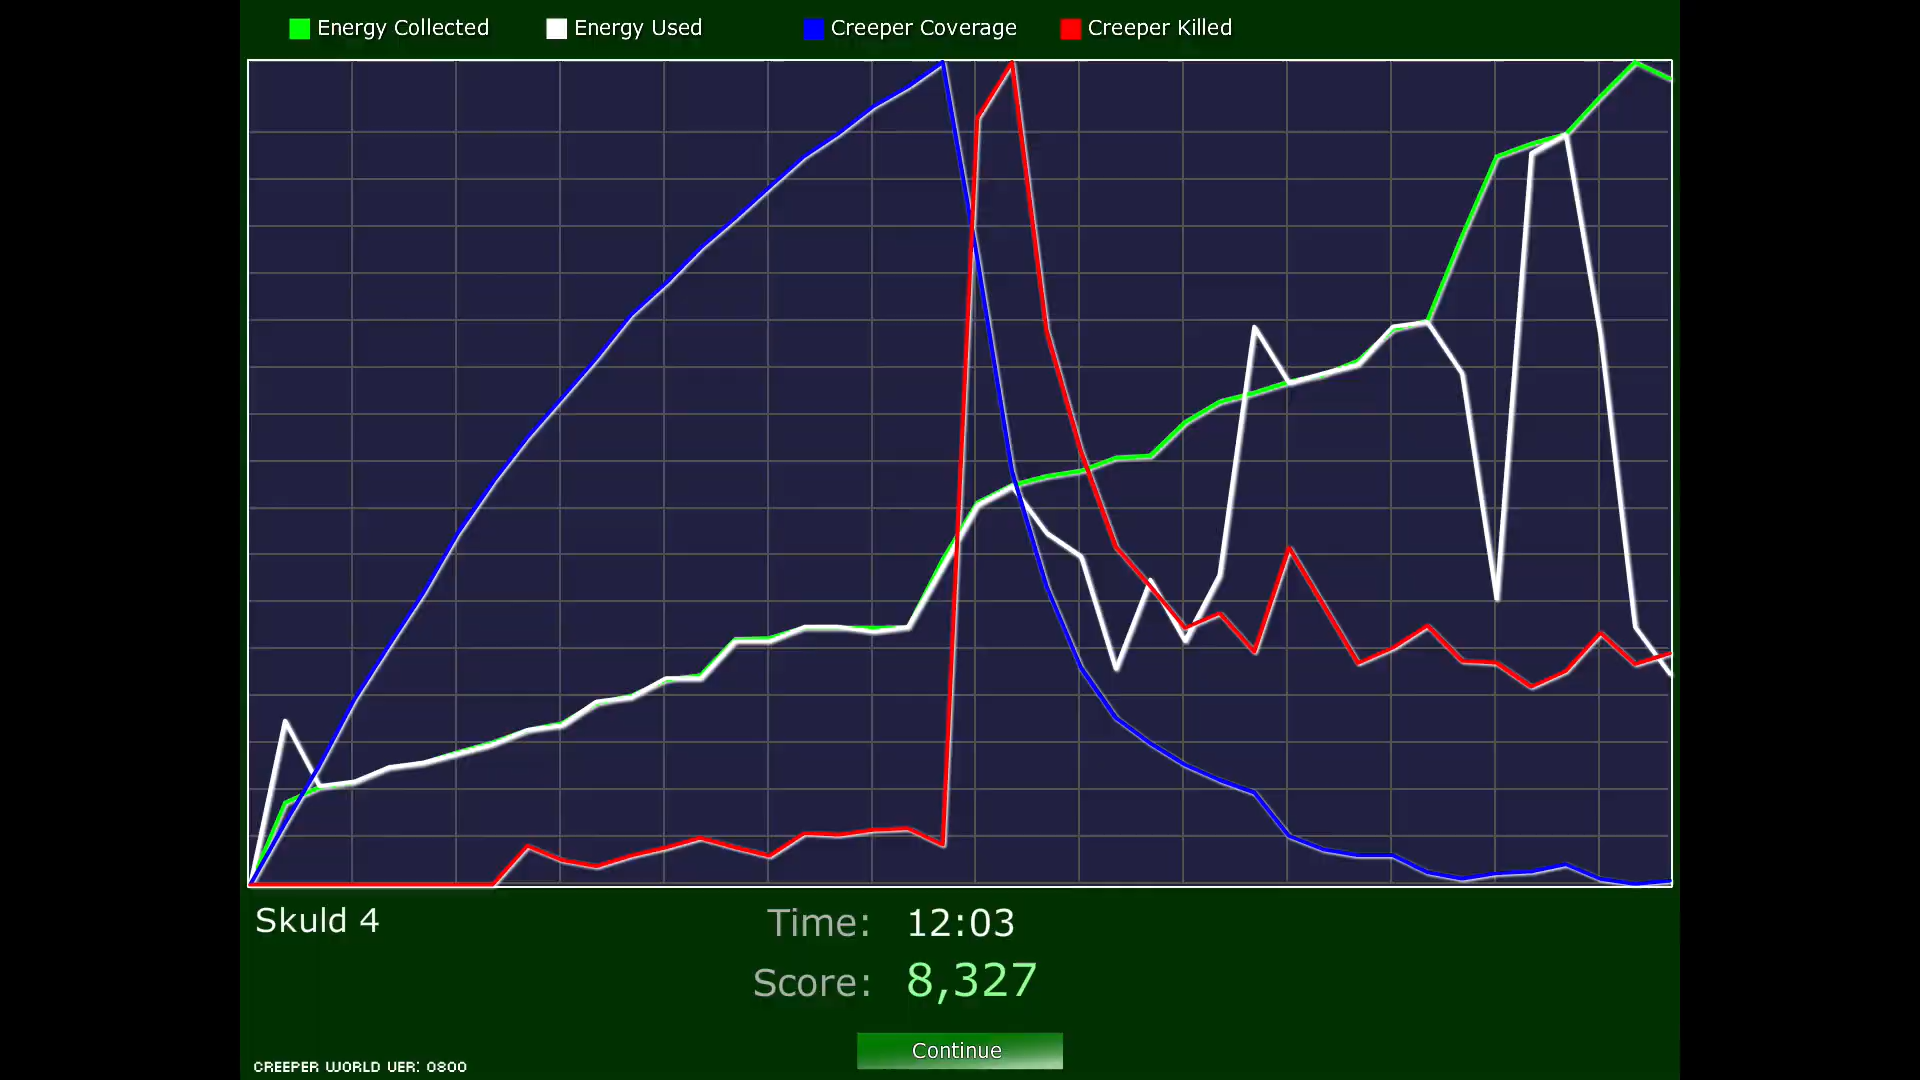 Energy Collected Energy Used Creeper Coverage Creeper Killed
Skuld 4
Time: 12:03
Score: 8,327
Continue
CREEPER WORLD VER: 0800